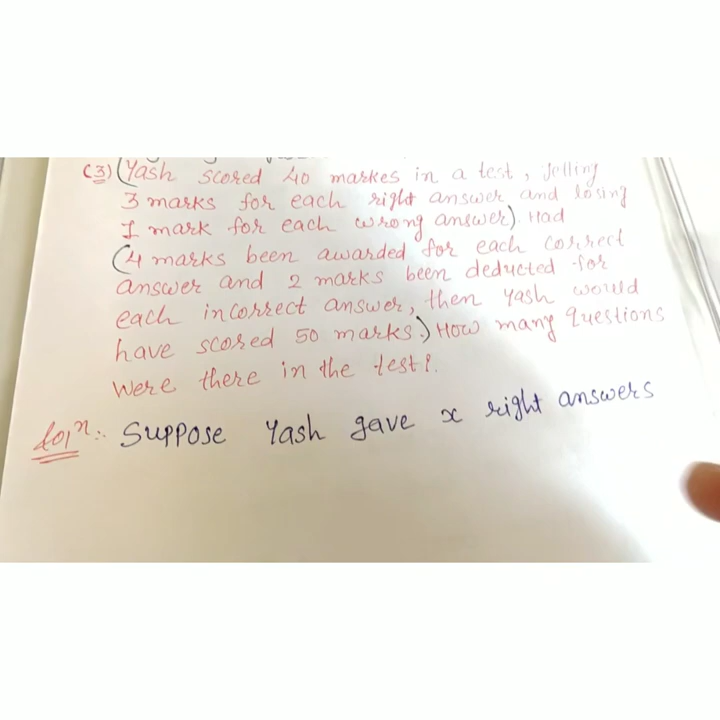 (3) (Yash scored 40 markes in a test, Jelling
3 marks for each right answer and losing
1 mark for each wrong answer). Had
(4 marks been awarded for each correct
answer and 2 marks been deducted for
each incorrect answer, then Yash would
have scored 50 marks.) How many questions
Were there in the test?.
Solⁿ:. Suppose Yash gave x right answers